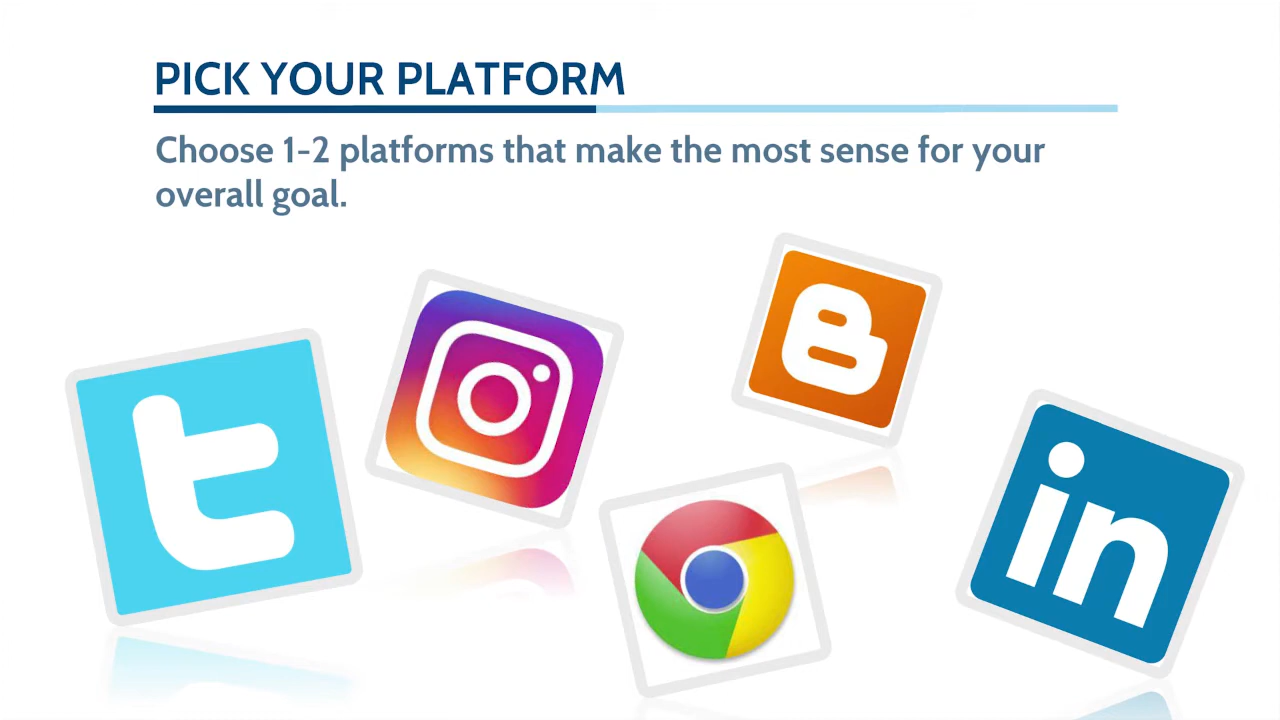 PICK YOUR PLATFORM
Choose 1-2 platforms that make the most sense for your
overall goal.
t
B
in